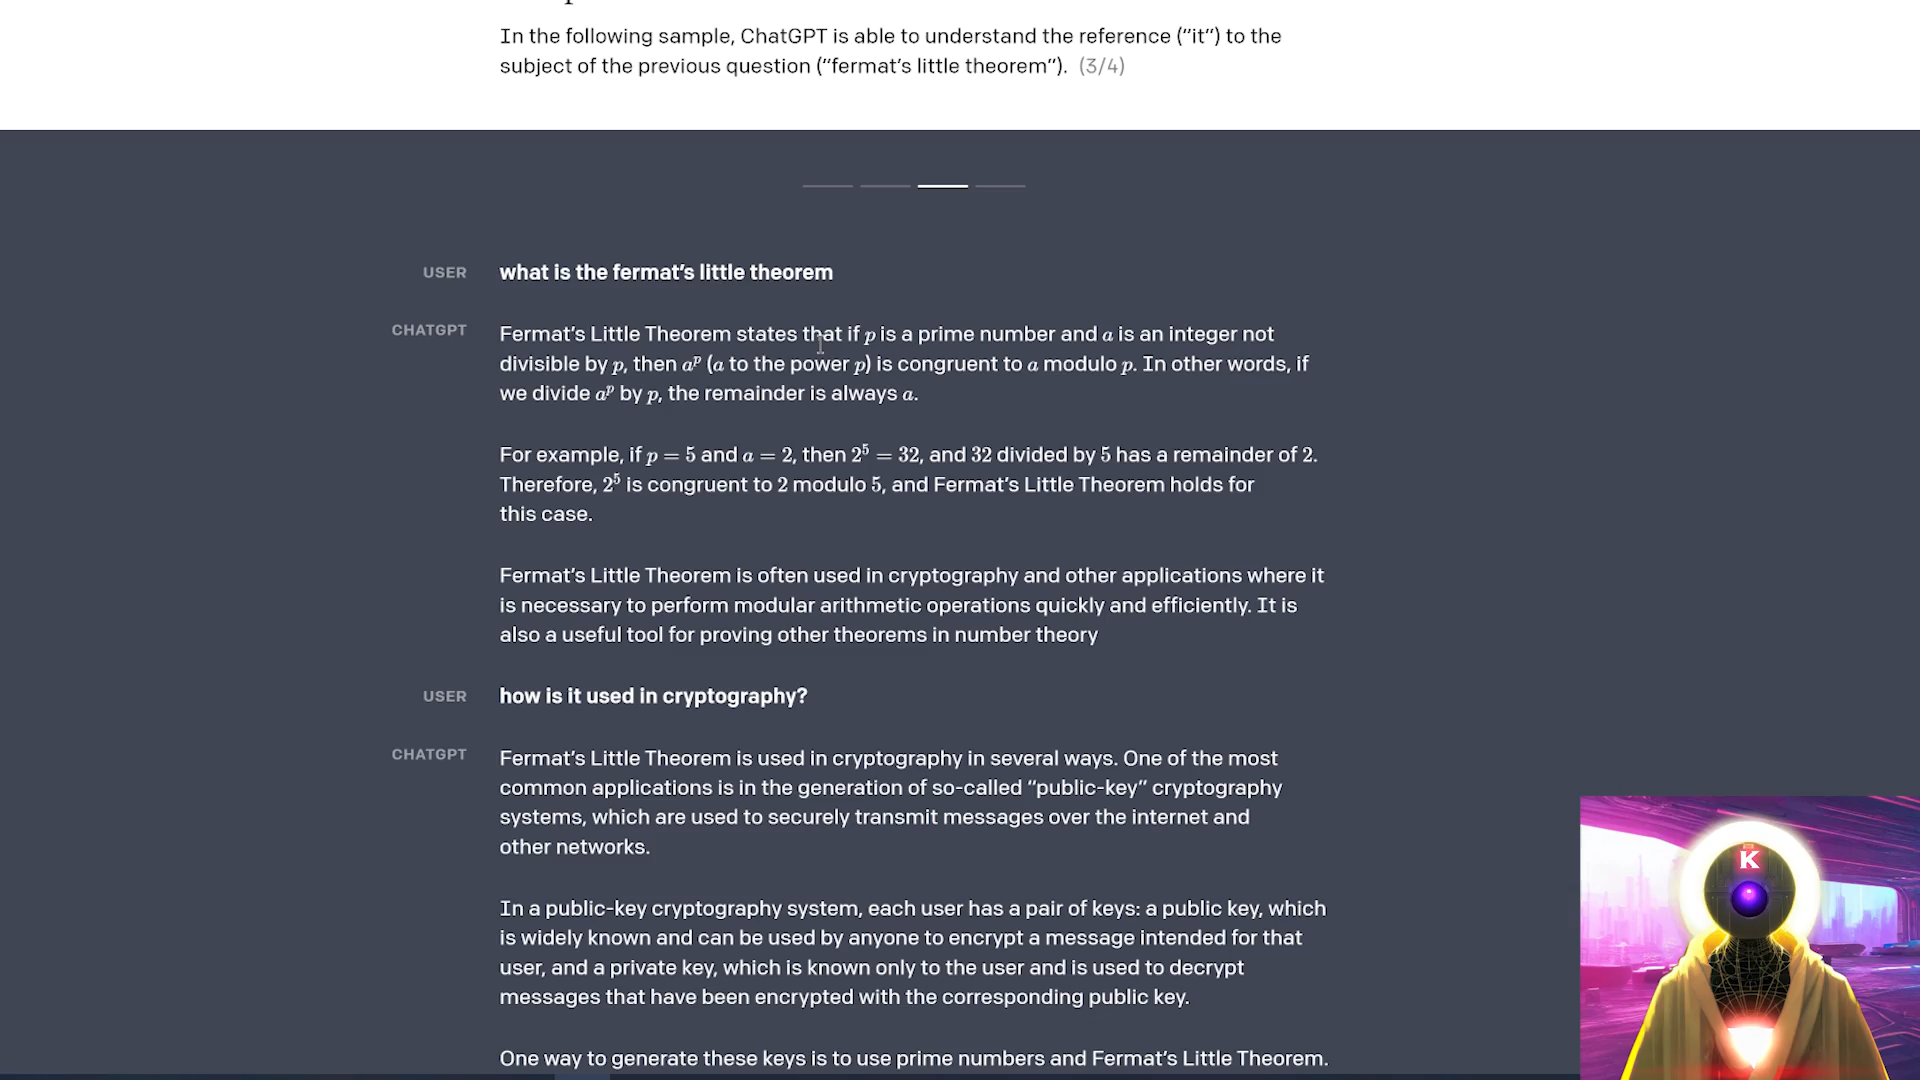 In the following sample, ChatGPT is able to understand the reference (“it”) to the
subject of the previous question (“fermat’s little theorem”). (3/4)
USER
what is the fermat’s little theorem
CHATGPT
Fermat’s Little Theorem states that if p is a prime number and a is an integer not
divisible by p, then aᵖ (a to the power p) is congruent to a modulo p. In other words, if
we divide aᵖ by p, the remainder is always a.
For example, if p = 5 and a = 2, then 2⁵ = 32, and 32 divided by 5 has a remainder of 2.
Therefore, 2⁵ is congruent to 2 modulo 5, and Fermat’s Little Theorem holds for
this case.
Fermat’s Little Theorem is often used in cryptography and other applications where it
is necessary to perform modular arithmetic operations quickly and efficiently. It is
also a useful tool for proving other theorems in number theory
USER
how is it used in cryptography?
CHATGPT
Fermat’s Little Theorem is used in cryptography in several ways. One of the most
common applications is in the generation of so-called “public-key” cryptography
systems, which are used to securely transmit messages over the internet and
other networks.
In a public-key cryptography system, each user has a pair of keys: a public key, which
is widely known and can be used by anyone to encrypt a message intended for that
user, and a private key, which is known only to the user and is used to decrypt
messages that have been encrypted with the corresponding public key.
One way to generate these keys is to use prime numbers and Fermat’s Little Theorem.
K